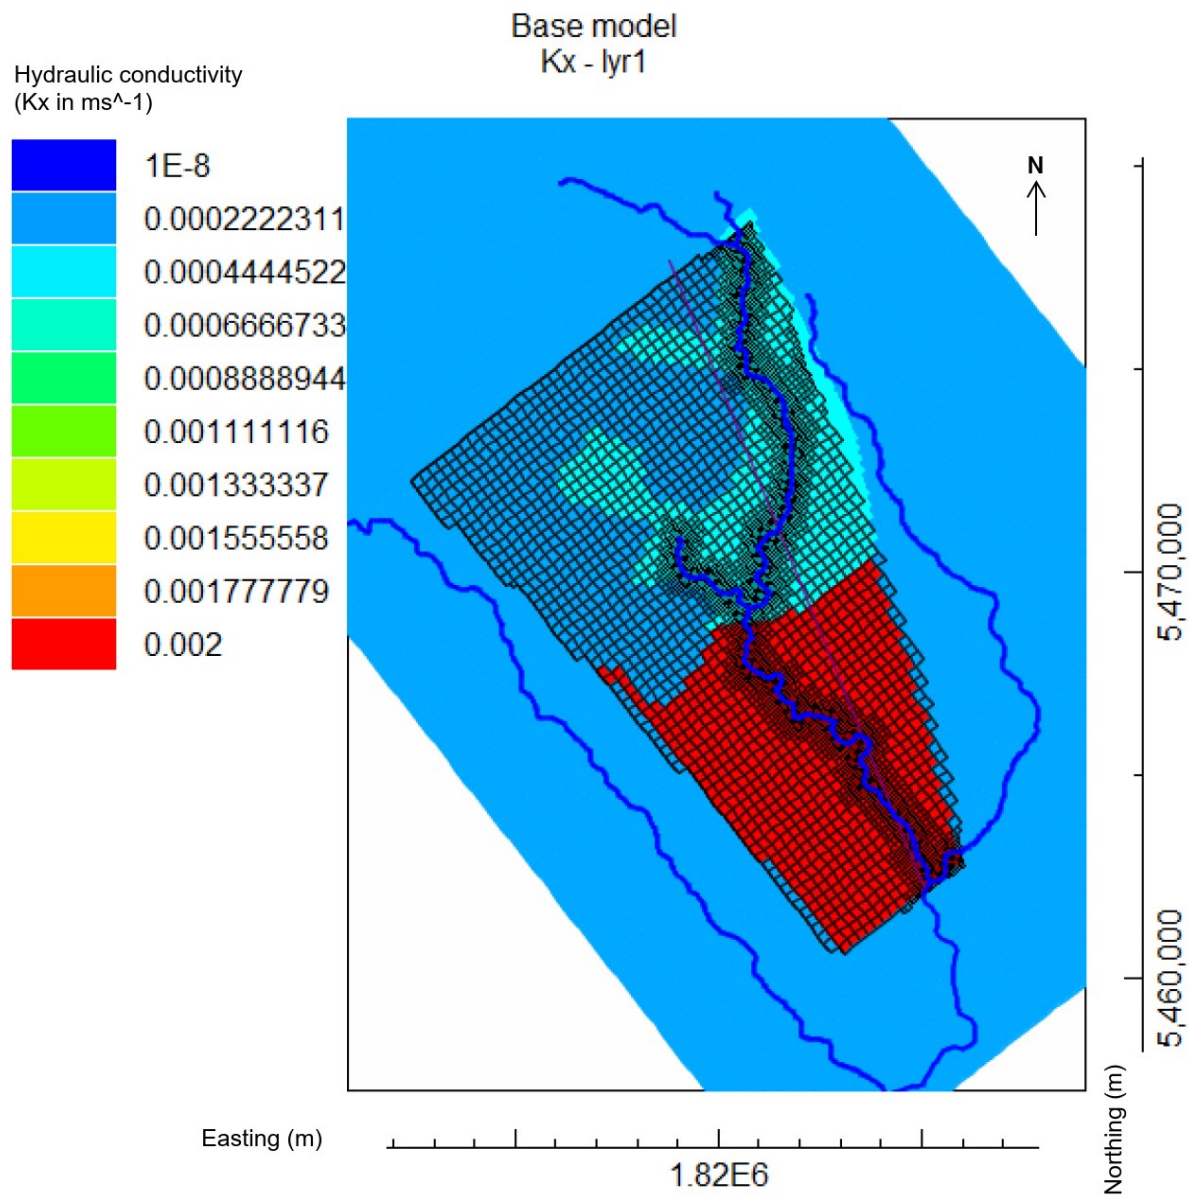 Base model
Kx - lyr1
Hydraulic conductivity
(Kx in ms^-1)
1E-8
0.0002222311
0.0004444522
0.0006666733
0.0008888944
0.001111116
0.001333337
0.001555558
0.001777779
0.002
N
5,470,000
5,460,000
Northing (m)
Easting (m)
1.82E6